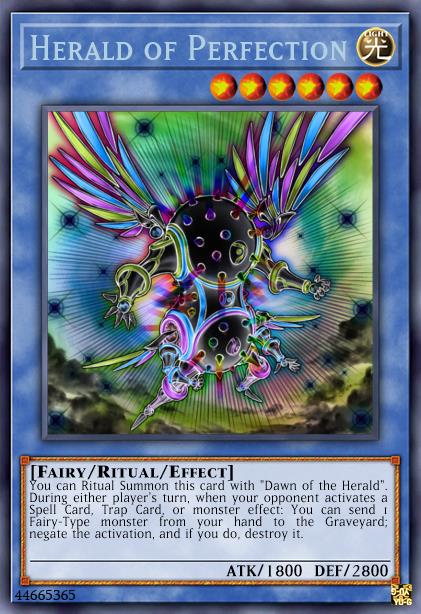 HERALD OF PERFECTION
LIGHT
光
[FAIRY/RITUAL/EFFECT]
You can Ritual Summon this card with "Dawn of the Herald".
During either player's turn, when your opponent activates a
Spell Card, Trap Card, or monster effect: You can send 1
Fairy-Type monster from your hand to the Graveyard;
negate the activation, and if you do, destroy it.
ATK/1800 DEF/2800
44665365